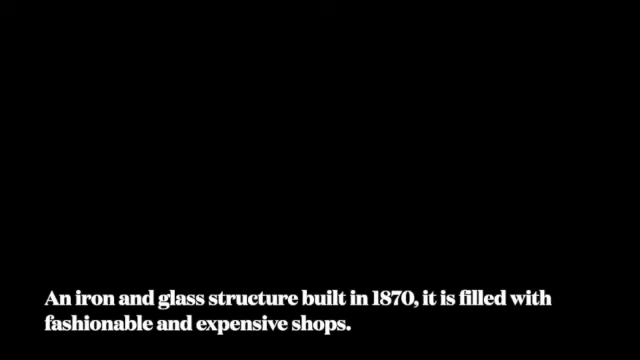 An iron and glass structure built in 1870, it is filled with
fashionable and expensive shops.